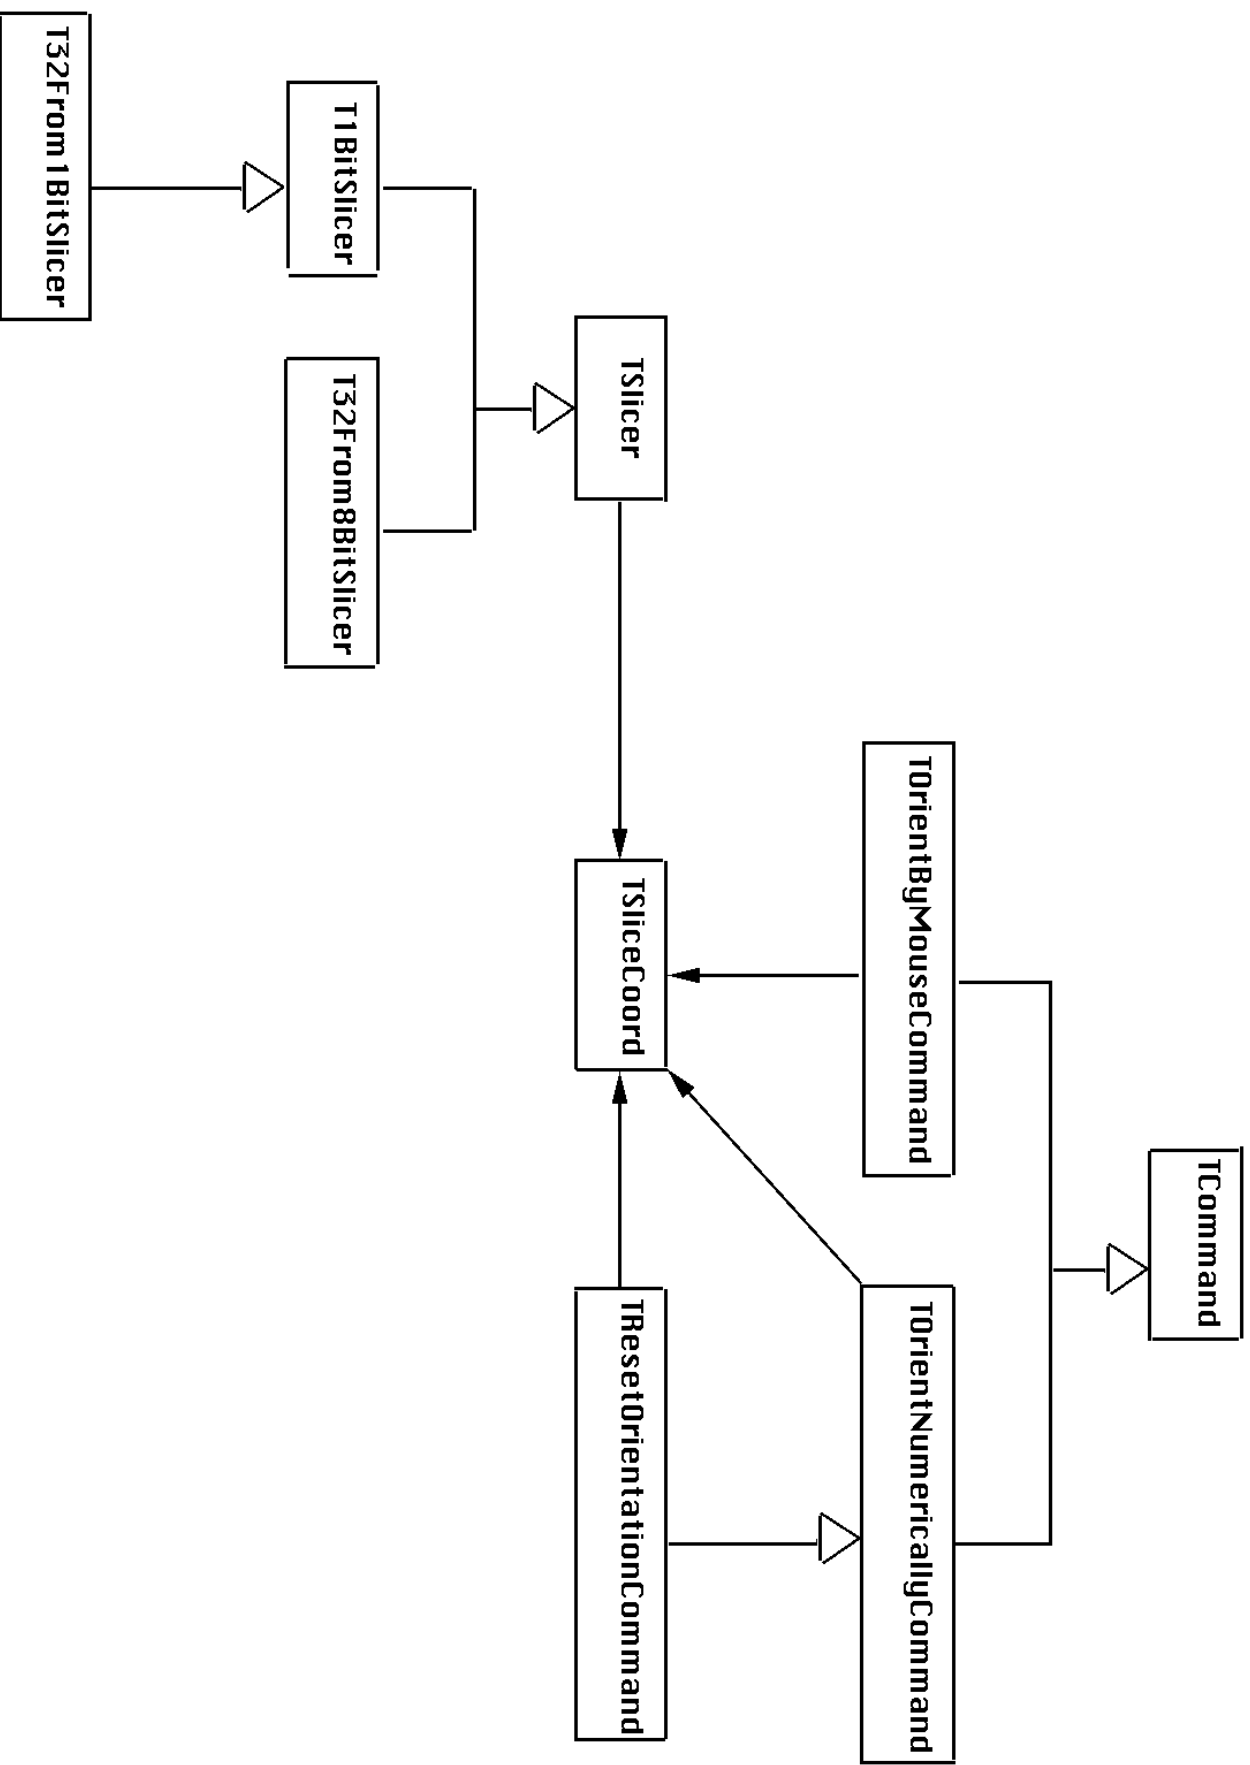 TCommand
TOrientByMouseCommand
TOrientNumericallyCommand
TSlicer
TSliceCoord
TResetOrientationCommand
T1BitSlicer
T32From8BitSlicer
T32From1BitSlicer